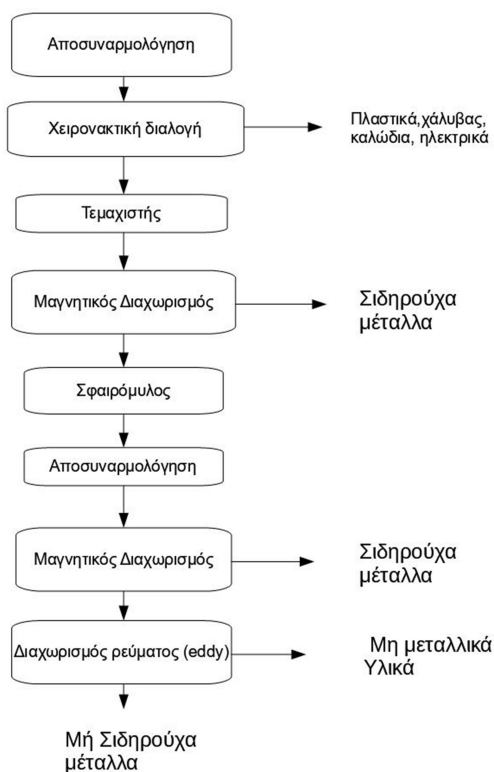 Αποσυναρμολόγηση
Χειρονακτική διαλογή
Πλαστικά,χάλυβας,
καλώδια, ηλεκτρικά
Τεμαχιστής
Μαγνητικός Διαχωρισμός
Σιδηρούχα
μέταλλα
Σφαιρόμυλος
Αποσυναρμολόγηση
Μαγνητικός Διαχωρισμός
Σιδηρούχα
μέταλλα
Διαχωρισμός ρεύματος (eddy)
Μη μεταλλικά
Υλικά
Μή Σιδηρούχα
μέταλλα